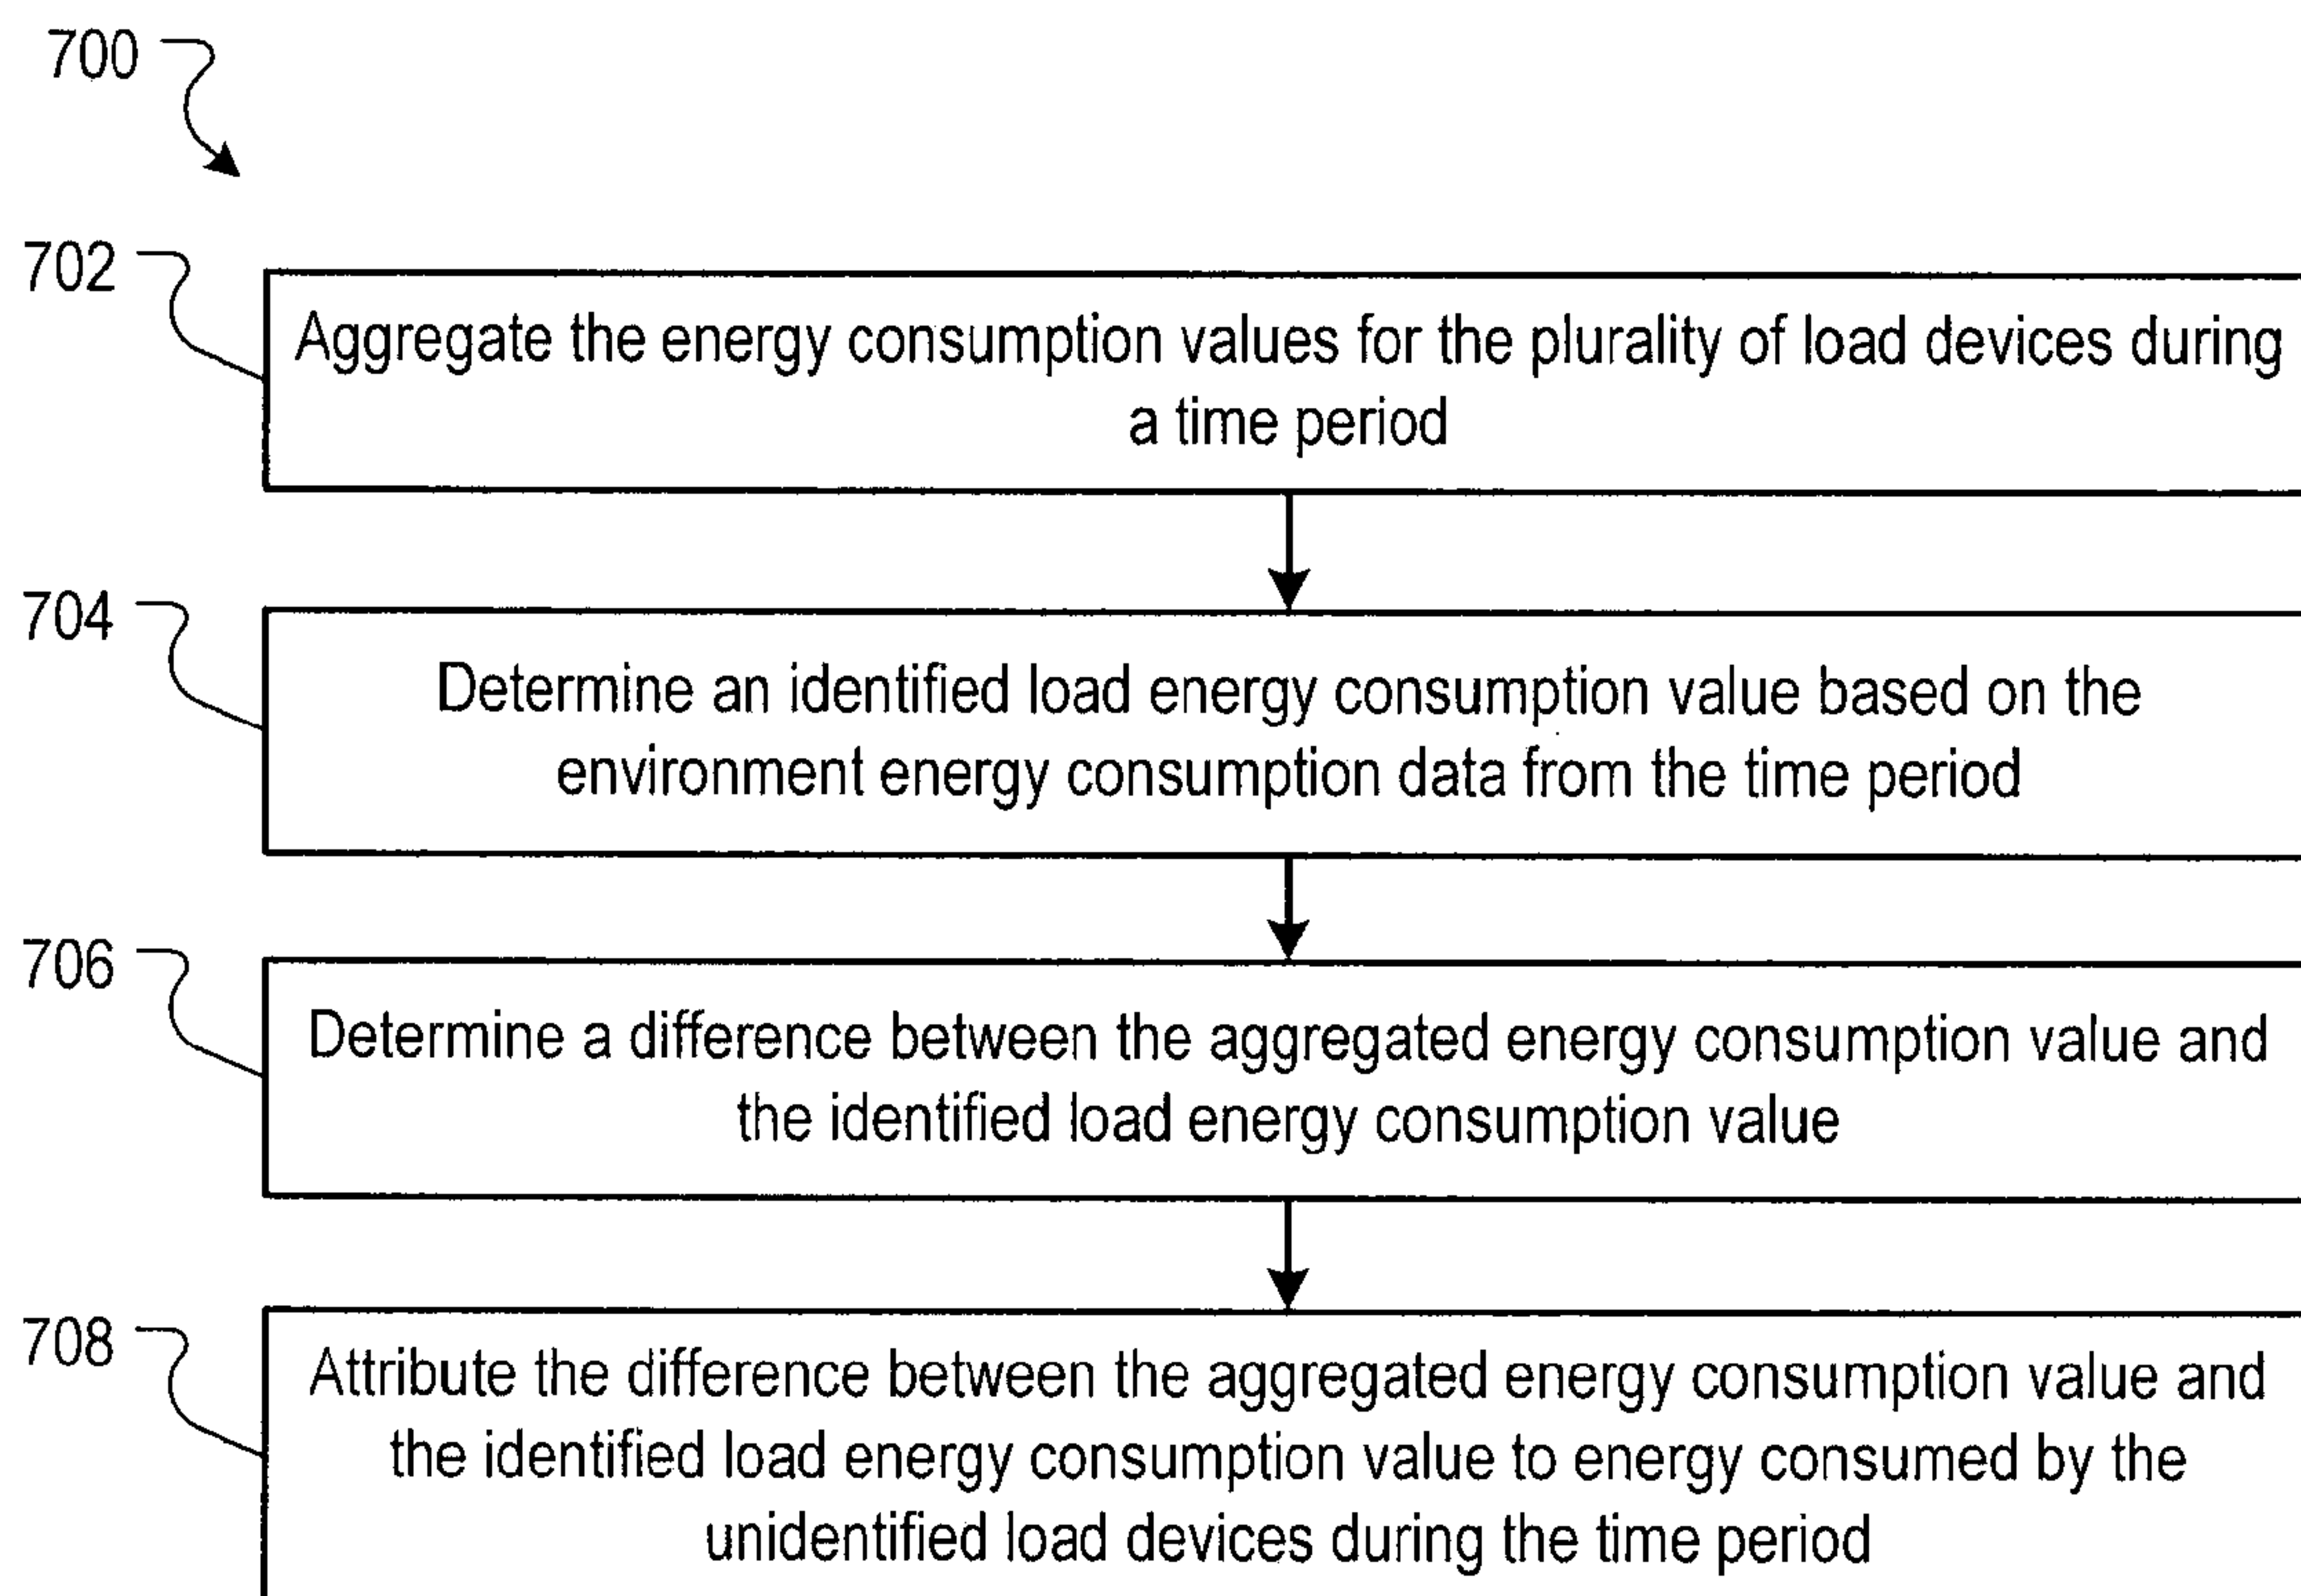 700
702
Aggregate the energy consumption values for the plurality of load devices during
a time period
704
Determine an identified load energy consumption value based on the
environment energy consumption data from the time period
706
Determine a difference between the aggregated energy consumption value and
the identified load energy consumption value
708
Attribute the difference between the aggregated energy consumption value and
the identified load energy consumption value to energy consumed by the
unidentified load devices during the time period